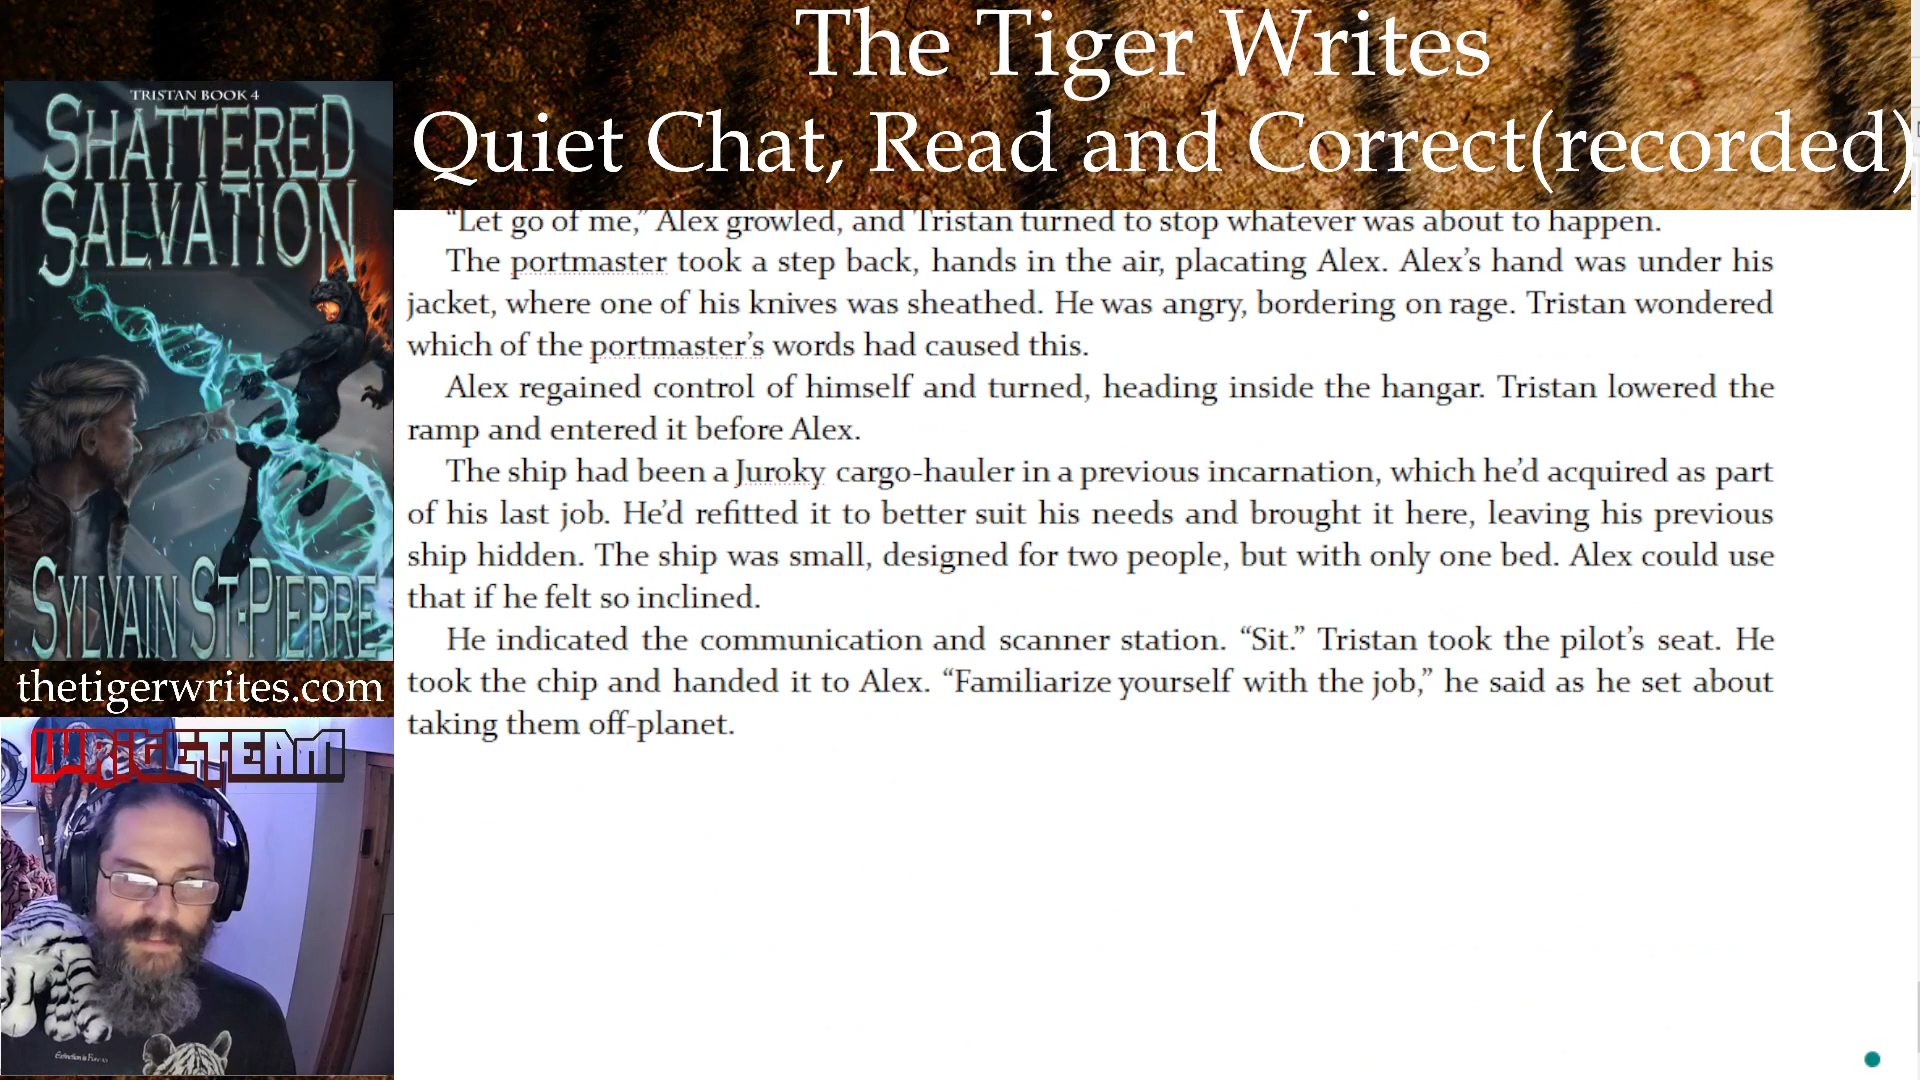 The Tiger Writes
Quiet Chat, Read and Correct(recorded)
TRISTAN BOOK 4
SHATTERED
SALVATION
SYLVAIN ST-PIERRE
thetigerwrites.com
WRITETEAM
Extinction is Forever
“Let go of me,” Alex growled, and Tristan turned to stop whatever was about to happen.
The portmaster took a step back, hands in the air, placating Alex. Alex’s hand was under his
jacket, where one of his knives was sheathed. He was angry, bordering on rage. Tristan wondered
which of the portmaster’s words had caused this.
Alex regained control of himself and turned, heading inside the hangar. Tristan lowered the
ramp and entered it before Alex.
The ship had been a Juroky cargo-hauler in a previous incarnation, which he’d acquired as part
of his last job. He’d refitted it to better suit his needs and brought it here, leaving his previous
ship hidden. The ship was small, designed for two people, but with only one bed. Alex could use
that if he felt so inclined.
He indicated the communication and scanner station. “Sit.” Tristan took the pilot’s seat. He
took the chip and handed it to Alex. “Familiarize yourself with the job,” he said as he set about
taking them off-planet.